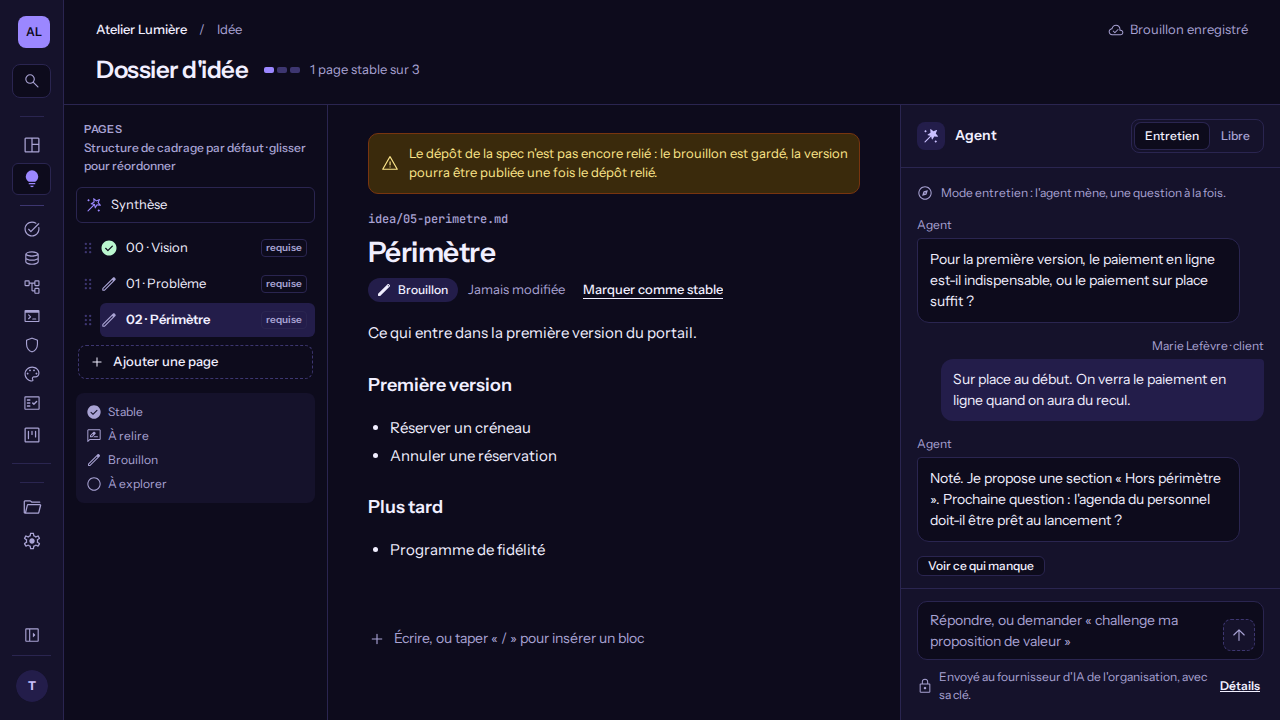 AL
Atelier Lumière / Idée
Brouillon enregistré
Dossier d'idée
1 page stable sur 3
PAGES
Structure de cadrage par défaut · glisser
pour réordonner
Synthèse
00 · Vision requise
01 · Problème requise
02 · Périmètre requise
Ajouter une page
Stable
À relire
Brouillon
À explorer
T
Le dépôt de la spec n'est pas encore relié : le brouillon est gardé, la version
pourra être publiée une fois le dépôt relié.
idea/05-perimetre.md
Périmètre
Brouillon Jamais modifiée Marquer comme stable
Ce qui entre dans la première version du portail.
Première version
• Réserver un créneau
• Annuler une réservation
Plus tard
• Programme de fidélité
Écrire, ou taper « / » pour insérer un bloc
Agent
Entretien Libre
Mode entretien : l'agent mène, une question à la fois.
Agent
Pour la première version, le paiement en ligne
est-il indispensable, ou le paiement sur place
suffit ?
Marie Lefèvre · client
Sur place au début. On verra le paiement en
ligne quand on aura du recul.
Agent
Noté. Je propose une section « Hors périmètre
». Prochaine question : l'agenda du personnel
doit-il être prêt au lancement ?
Voir ce qui manque
Répondre, ou demander « challenge ma
proposition de valeur »
Envoyé au fournisseur d'IA de l'organisation, avec
sa clé.
Détails